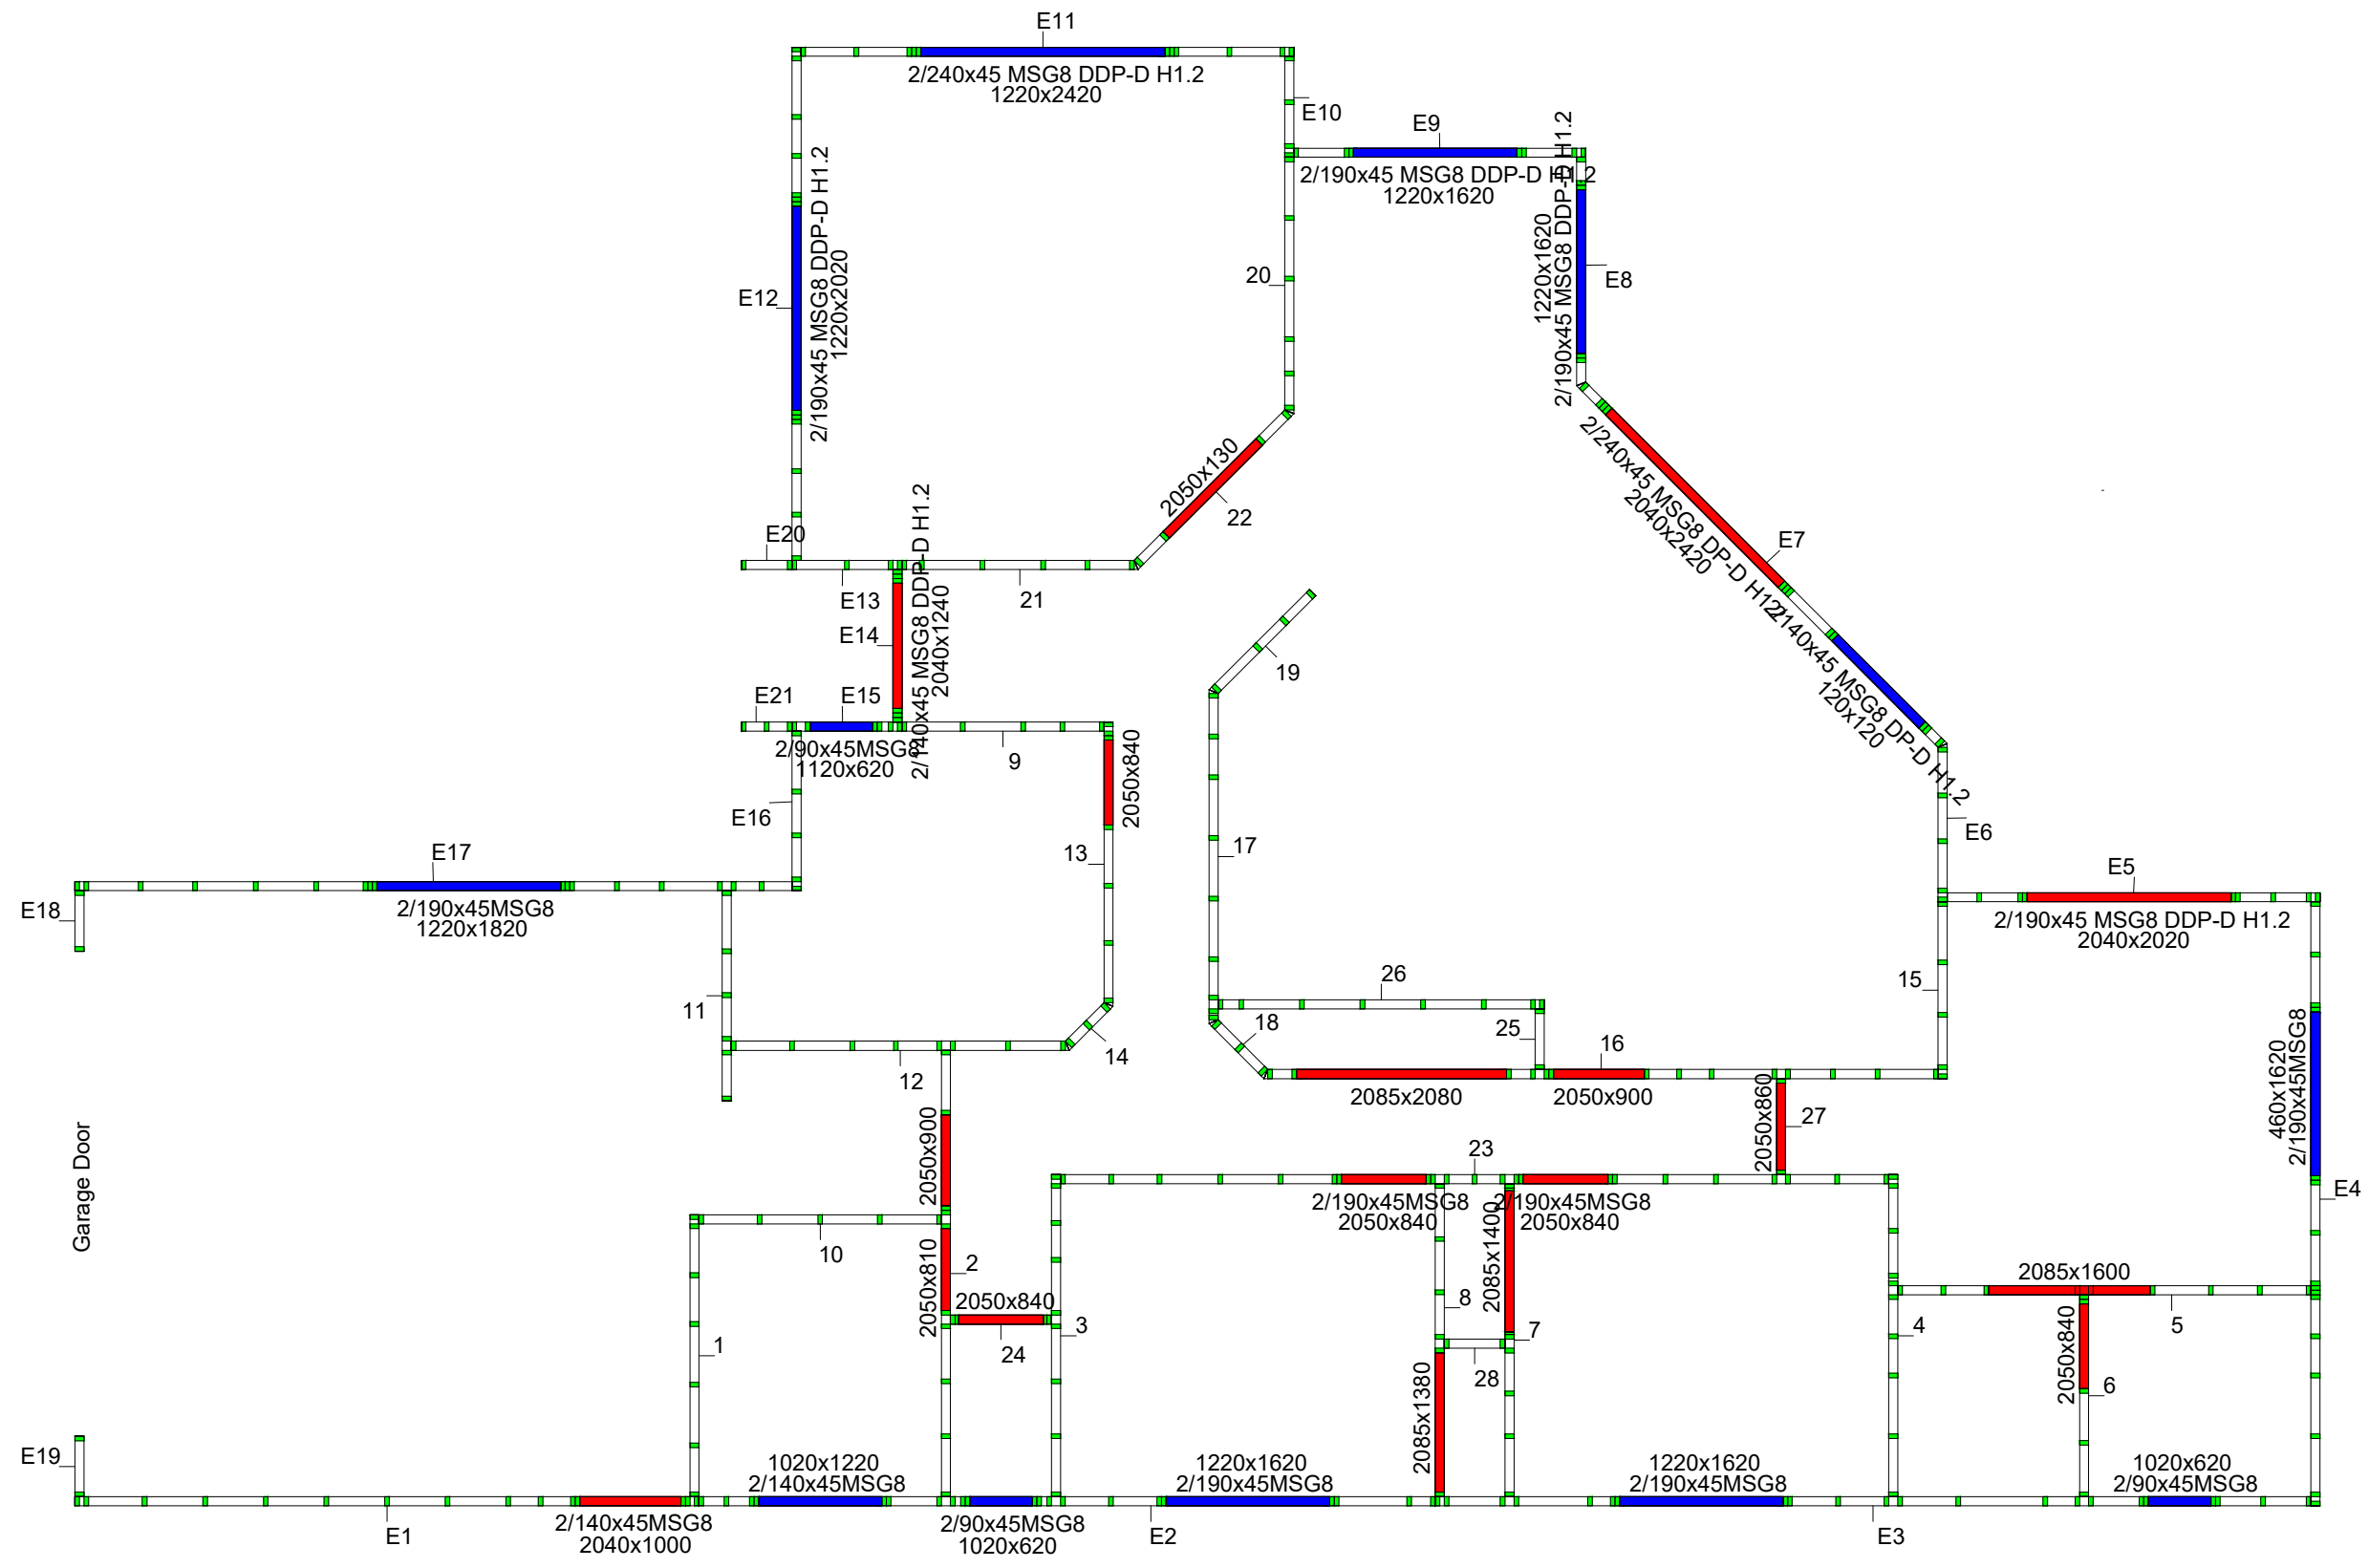 E11
2/240x45 MSG8 DDP-D H1.2
1220x2420
E10
E9
2/190x45 MSG8 DDP-D H1.2
1220x1620
1220x1620
2/190x45 MSG8 DDP-D H1.2
E8
E12
2/190x45 MSG8 DDP-D H1.2
1220x2020
20
2050x130
22
2/240x45 MSG8 DP-D H1.2
2040x2420
E7
E20
E13
21
E14
2/140x45 MSG8 DDP-D H1.2
2040x1240
19
2/140x45 MSG8 DP-D H1.2
120x120
E21
E15
2/90x45MSG8
1120x620
9
2050x840
E16
E6
13
17
E17
2/190x45MSG8
1220x1820
E18
E5
2/190x45 MSG8 DDP-D H1.2
2040x2020
11
26
15
18
25
16
14
12
2085x2080
2050x900
2050x860
27
460x1620
2/190x45MSG8
Garage Door
2050x900
23
E4
2/190x45MSG8
2050x840
2/190x45MSG8
2050x840
10
2050x810
2
2050x840
24
3
8
2085x1400
7
28
2085x1380
2085x1600
4
5
2050x840
6
1
E19
1020x1220
2/140x45MSG8
1220x1620
2/190x45MSG8
1220x1620
2/190x45MSG8
1020x620
2/90x45MSG8
E1
2/140x45MSG8
2040x1000
2/90x45MSG8
1020x620
E2
E3